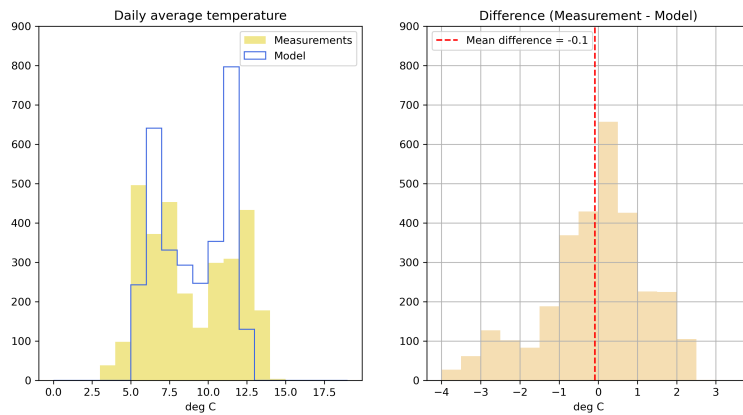 Daily average temperature
Measurements
Model
900
800
700
600
500
400
300
200
100
0
0.0 2.5 5.0 7.5 10.0 12.5 15.0 17.5
deg C
Difference (Measurement - Model)
Mean difference = -0.1
900
800
700
600
500
400
300
200
100
0
−4 −3 −2 −1 0 1 2 3
deg C